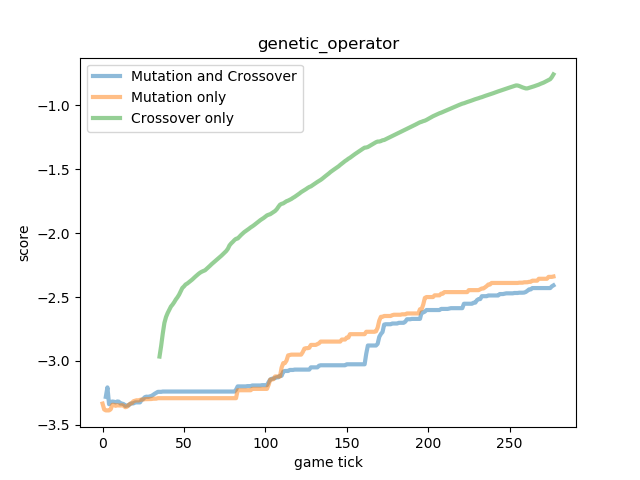 genetic_operator
Mutation and Crossover
Mutation only
Crossover only
−1.0
−1.5
−2.0
−2.5
−3.0
−3.5
score
0 50 100 150 200 250
game tick